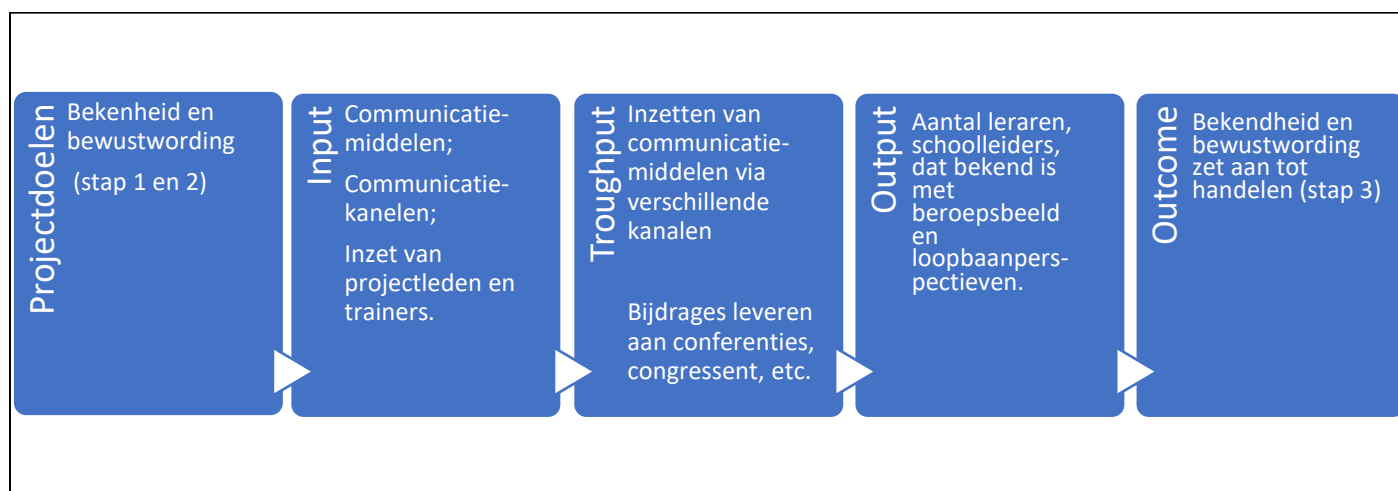 Projectdoelen
Bekenheid en
bewustwording
(stap 1 en 2)
Input
Communicatie-
middelen;
Communicatie-
kanelen;
Inzet van
projectleden en
trainers.
Troughput
Inzetten van
communicatie-
middelen via
verschillende
kanalen
Bijdrages leveren
aan conferenties,
congressent, etc.
Output
Aantal leraren,
schoolleiders,
dat bekend is
met
beroepsbeeld
en
loopbaanpers-
pectieven.
Outcome
Bekendheid en
bewustwording
zet aan tot
handelen (stap 3)